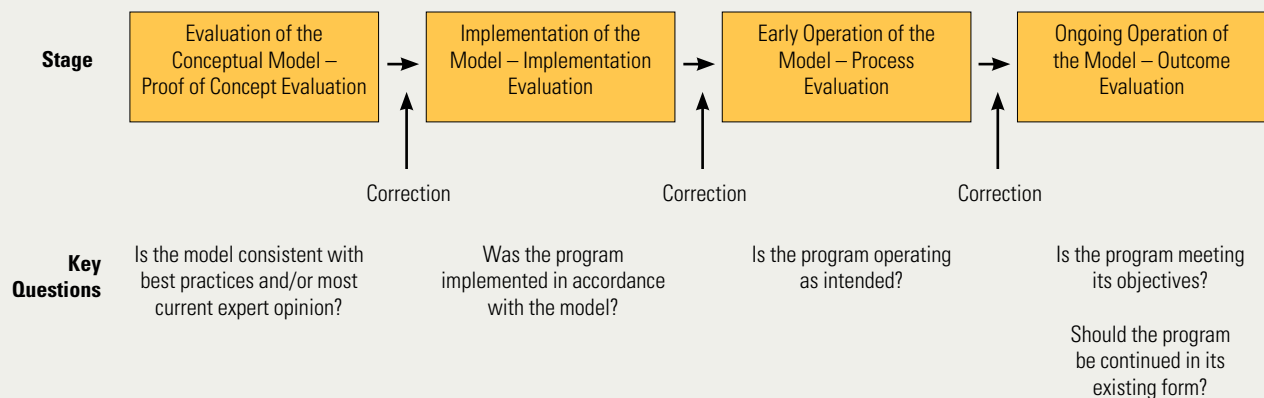 Stage
Evaluation of the
Conceptual Model –
Proof of Concept Evaluation
Implementation of the
Model – Implementation
Evaluation
Early Operation of the
Model – Process
Evaluation
Ongoing Operation of
the Model – Outcome
Evaluation
Correction
Correction
Correction
Key
Questions
Is the model consistent with
best practices and/or most
current expert opinion?
Was the program
implemented in accordance
with the model?
Is the program operating
as intended?
Is the program meeting
its objectives?
Should the program
be continued in its
existing form?